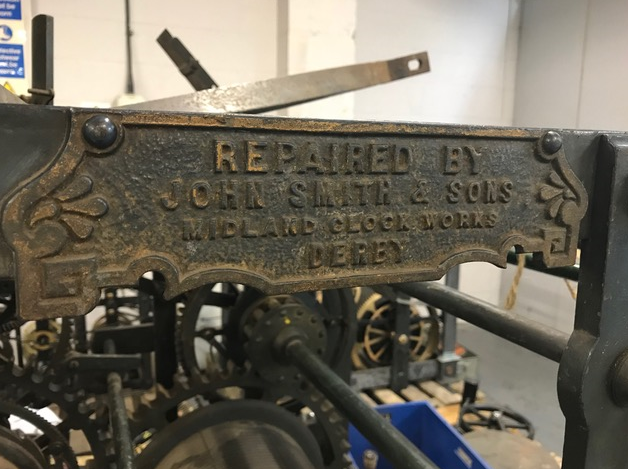 REPAIRED BY
JOHN SMITH & SONS
MIDLAND CLOCK WORKS
DERBY